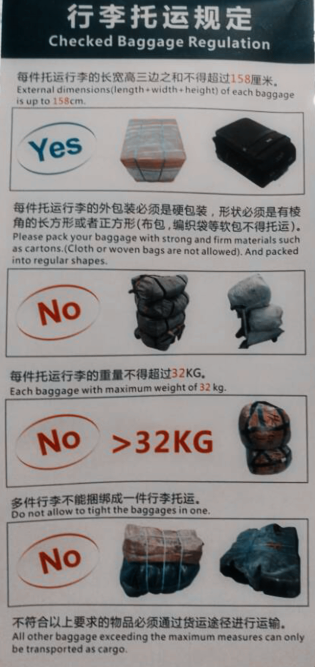 行李托运规定
Checked Baggage Regulation
每件托运行李的长宽高三边之和不得超过158厘米。
External dimensions(length+width+height) of each baggage
is up to 158cm.
Yes
每件托运行李的外包装必须是硬包装，形状必须是有棱
角的长方形或者正方形(布包，编织袋等软包不得托运)。
Please pack your baggage with strong and firm materials such
as cartons.(Cloth or woven bags are not allowed). And packed
into regular shapes.
No
每件托运行李的重量不得超过32KG。
Each baggage with maximum weight of 32 kg.
No >32KG
多件行李不能捆绑成一件行李托运。
Do not allow to tight the baggages in one.
No
不符合以上要求的物品必须通过货运途径进行运输。
All other baggage exceeding the maximum measures can only
be transported as cargo.